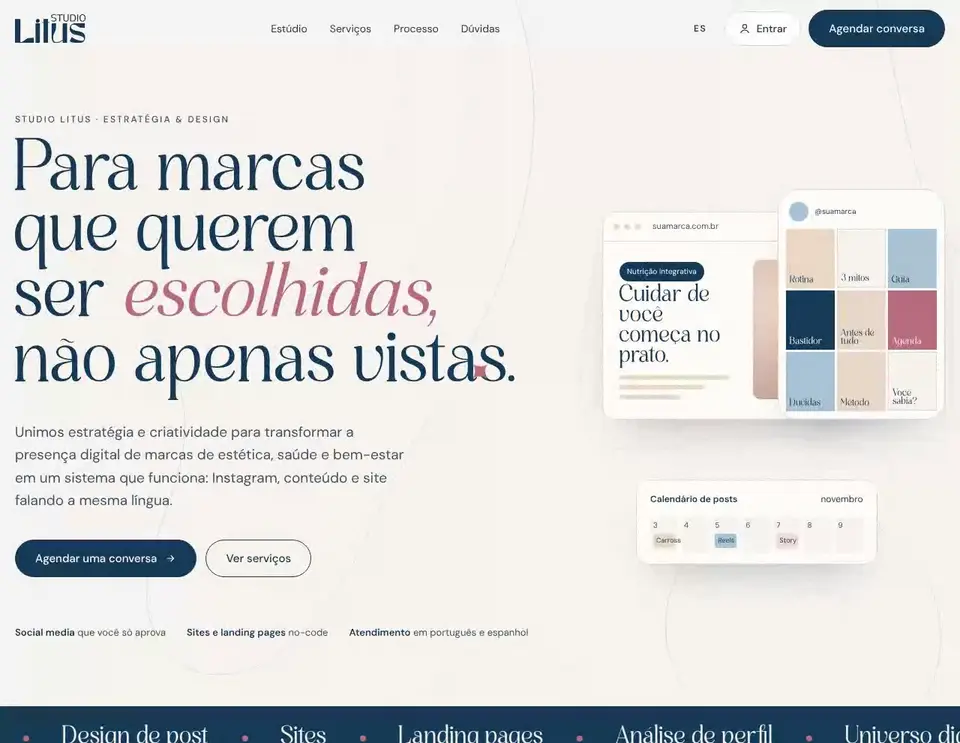 STUDIO
Litus
Estúdio
Serviços
Processo
Dúvidas
ES
Entrar
Agendar conversa
STUDIO LITUS · ESTRATÉGIA & DESIGN
Para marcas
que querem
ser escolhidas,
não apenas vistas.
Unimos estratégia e criatividade para transformar a
presença digital de marcas de estética, saúde e bem-estar
em um sistema que funciona: Instagram, conteúdo e site
falando a mesma língua.
Agendar uma conversa →
Ver serviços
Social media que você só aprova
Sites e landing pages no-code
Atendimento em português e espanhol
suamarca.com.br
Nutrição integrativa
Cuidar de
você
começa no
prato.
@suamarca
Rotina
3 mitos
Guia
Bastidor
Antes de
tudo
Agenda
Dúvidas
Método
Você
sabia?
Calendário de posts
novembro
3 4 5 6 7 8 9
Carross
Reels
Story
Design de post
Sites
Landing pages
Análise de perfil
Universo di